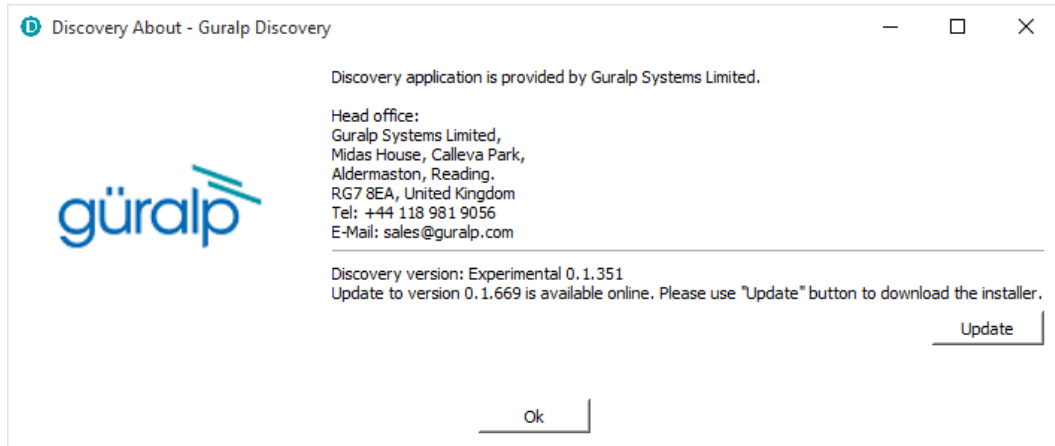 Discovery About - Guralp Discovery
Discovery application is provided by Guralp Systems Limited.
Head office:
Guralp Systems Limited,
Midas House, Calleva Park,
Aldermaston, Reading.
RG7 8EA, United Kingdom
Tel: +44 118 981 9056
E-Mail: sales@guralp.com
güralp
Discovery version: Experimental 0.1.351
Update to version 0.1.669 is available online. Please use "Update" button to download the installer.
Update
Ok